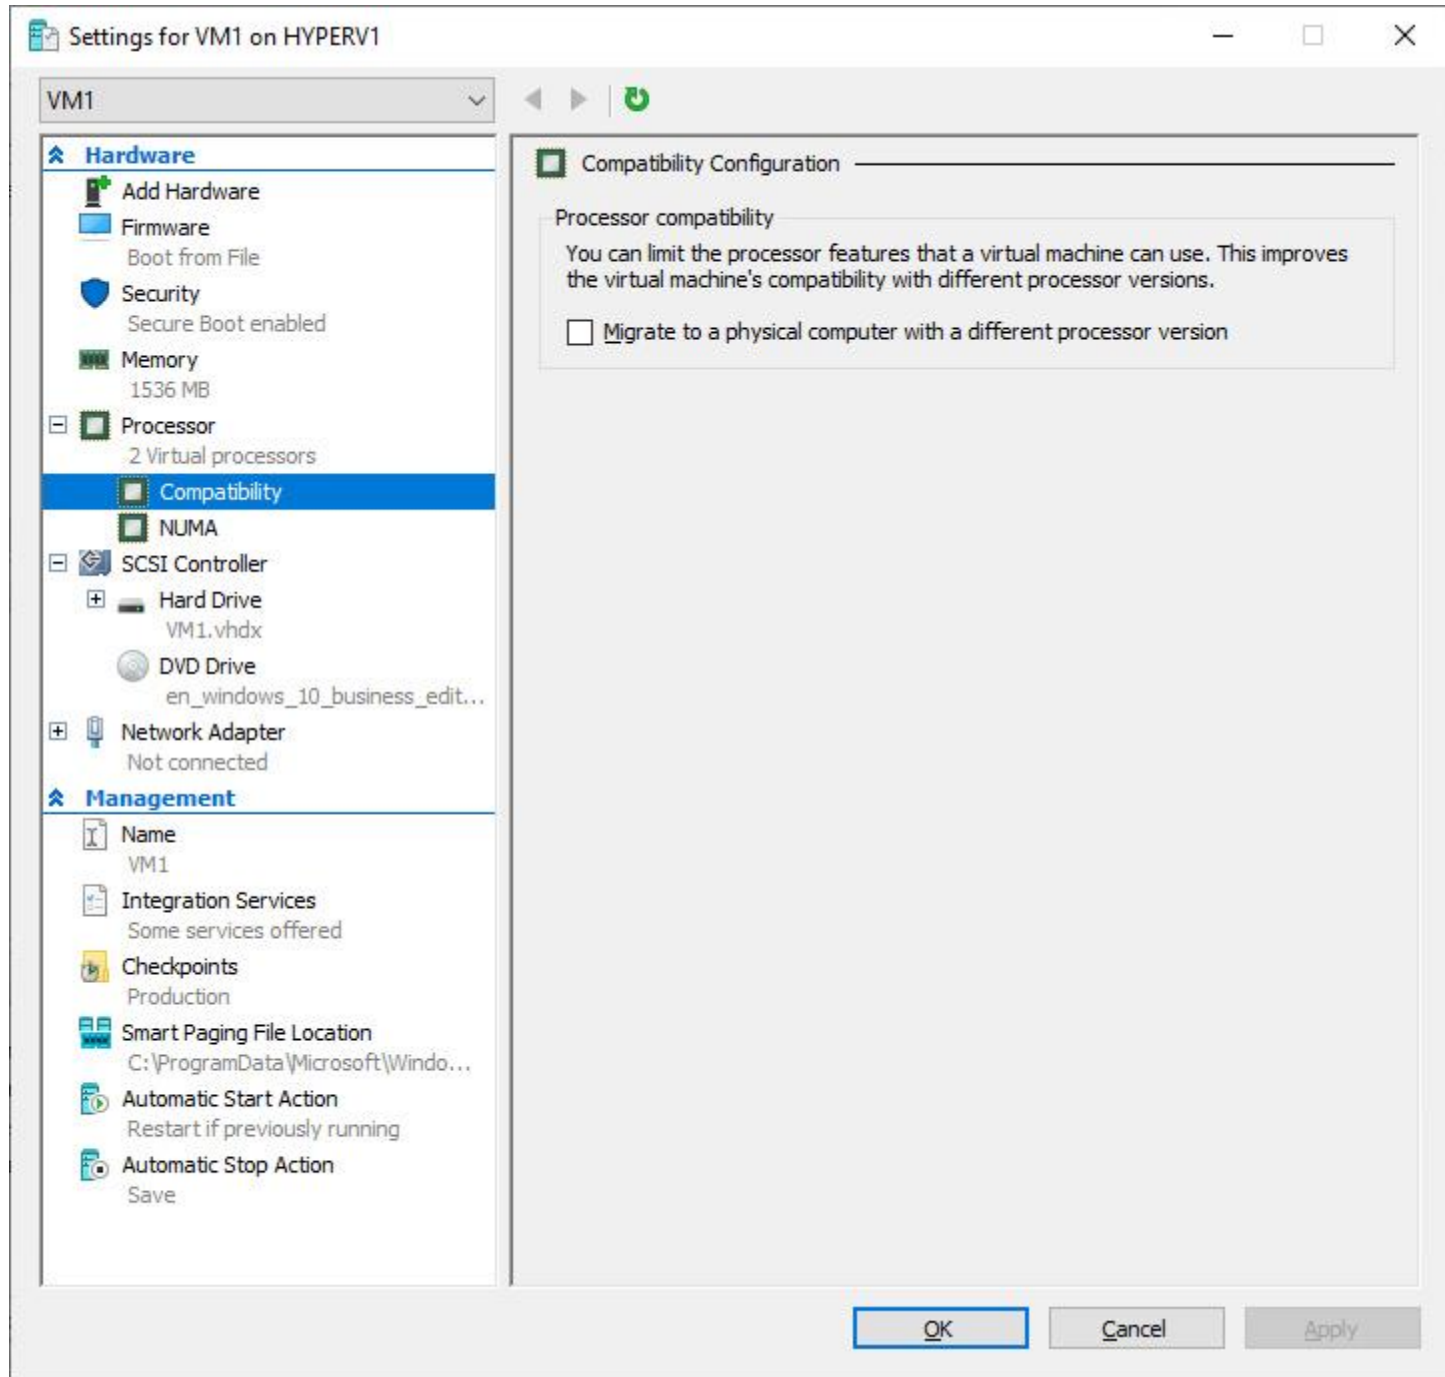 Settings for VM1 on HYPERV1
VM1
Hardware
Add Hardware
Firmware
Boot from File
Security
Secure Boot enabled
Memory
1536 MB
Processor
2 Virtual processors
Compatibility
NUMA
SCSI Controller
Hard Drive
VM1.vhdx
DVD Drive
en_windows_10_business_edit...
Network Adapter
Not connected
Management
Name
VM1
Integration Services
Some services offered
Checkpoints
Production
Smart Paging File Location
C:\ProgramData\Microsoft\Windo...
Automatic Start Action
Restart if previously running
Automatic Stop Action
Save
Compatibility Configuration
Processor compatibility
You can limit the processor features that a virtual machine can use. This improves
the virtual machine's compatibility with different processor versions.
Migrate to a physical computer with a different processor version
OK
Cancel
Apply